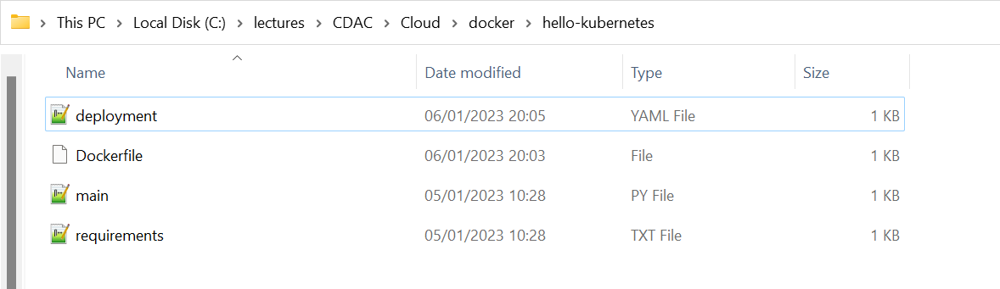 This PC > Local Disk (C:) > lectures > CDAC > Cloud > docker > hello-kubernetes
Name Date modified Type Size
deployment 06/01/2023 20:05 YAML File 1 KB
Dockerfile 06/01/2023 20:03 File 1 KB
main 05/01/2023 10:28 PY File 1 KB
requirements 05/01/2023 10:28 TXT File 1 KB